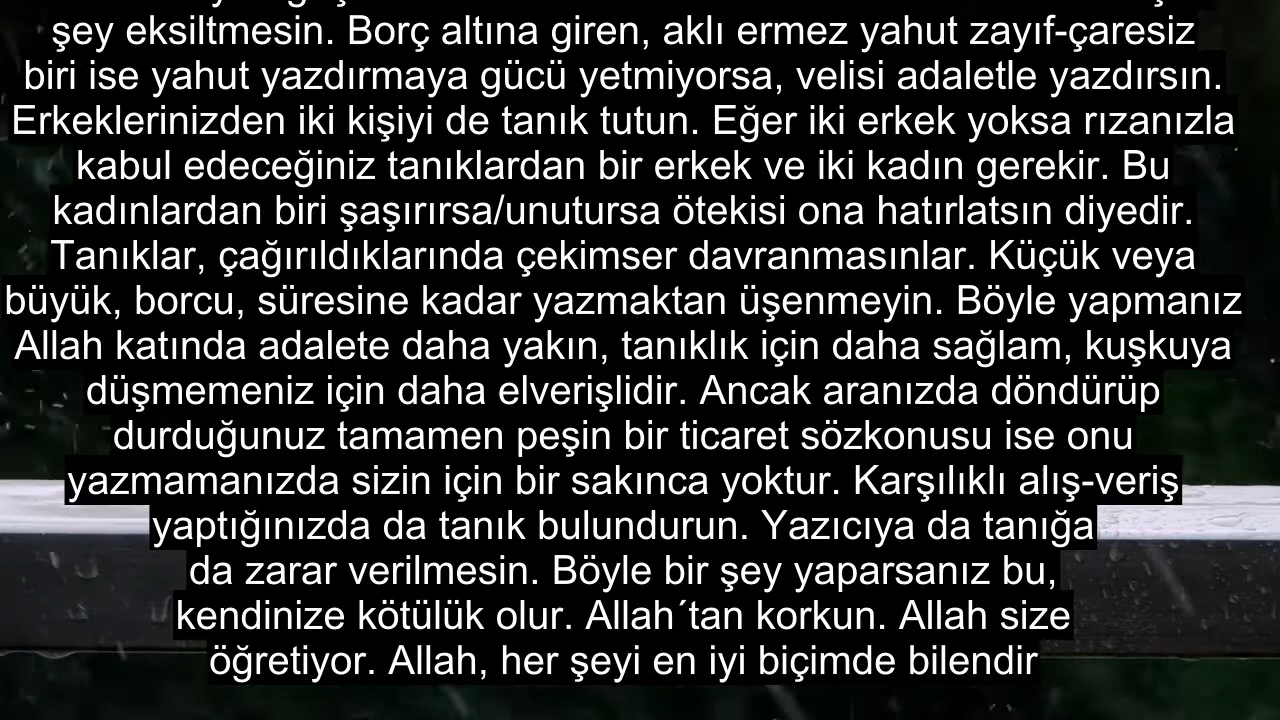 şey eksiltmesin. Borç altına giren, aklı ermez yahut zayıf-çaresiz
biri ise yahut yazdırmaya gücü yetmiyorsa, velisi adaletle yazdırsın.
Erkeklerinizden iki kişiyi de tanık tutun. Eğer iki erkek yoksa rızanızla
kabul edeceğiniz tanıklardan bir erkek ve iki kadın gerekir. Bu
kadınlardan biri şaşırırsa/unutursa ötekisi ona hatırlatsın diyedir.
Tanıklar, çağırıldıklarında çekimser davranmasınlar. Küçük veya
büyük, borcu, süresine kadar yazmaktan üşenmeyin. Böyle yapmanız
Allah katında adalete daha yakın, tanıklık için daha sağlam, kuşkuya
düşmemeniz için daha elverişlidir. Ancak aranızda döndürüp
durduğunuz tamamen peşin bir ticaret sözkonusu ise onu
yazmamanızda sizin için bir sakınca yoktur. Karşılıklı alış-veriş
yaptığınızda da tanık bulundurun. Yazıcıya da tanığa
da zarar verilmesin. Böyle bir şey yaparsanız bu,
kendinize kötülük olur. Allah´tan korkun. Allah size
öğretiyor. Allah, her şeyi en iyi biçimde bilendir